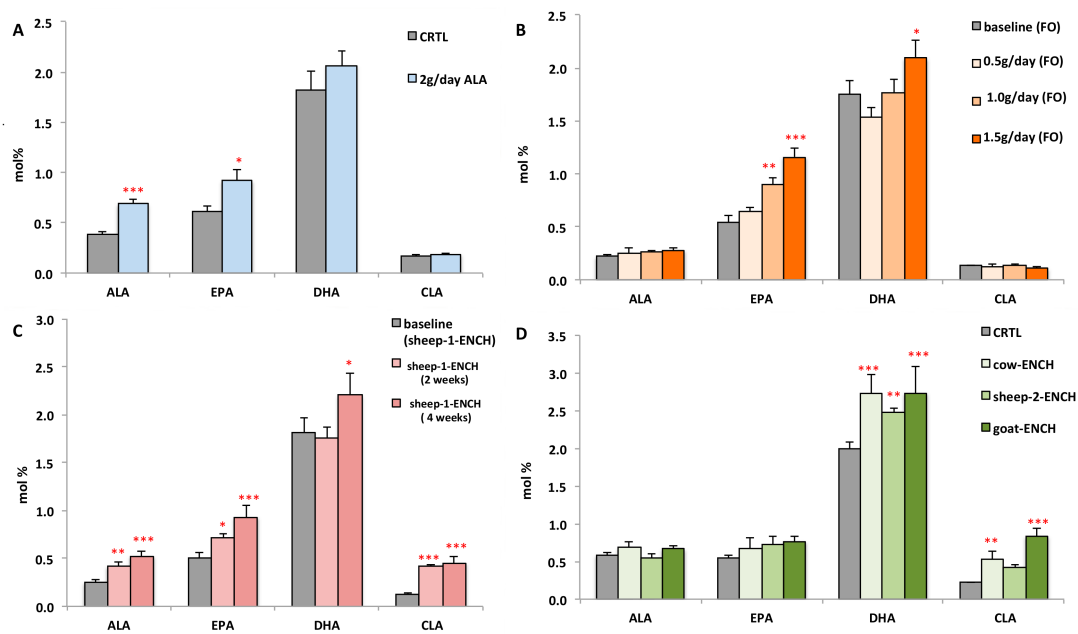 A
2.5
2.0
1.5
1.0
0.5
0.0
mol%
CRTL
2g/day ALA
***
*
ALA
EPA
DHA
CLA
B
2.5
2.0
1.5
1.0
0.5
0.0
mol %
baseline (FO)
0.5g/day (FO)
1.0g/day (FO)
1.5g/day (FO)
**
***
*
ALA
EPA
DHA
CLA
C
3.0
2.5
2.0
1.5
1.0
0.5
0.0
mol %
baseline
(sheep-1-ENCH)
sheep-1-ENCH
(2 weeks)
sheep-1-ENCH
( 4 weeks)
**
***
*
***
*
***
***
ALA
EPA
DHA
CLA
D
3.5
3.0
2.5
2.0
1.5
1.0
0.5
0.0
mol %
CRTL
cow-ENCH
sheep-2-ENCH
goat-ENCH
***
**
***
**
***
ALA
EPA
DHA
CLA